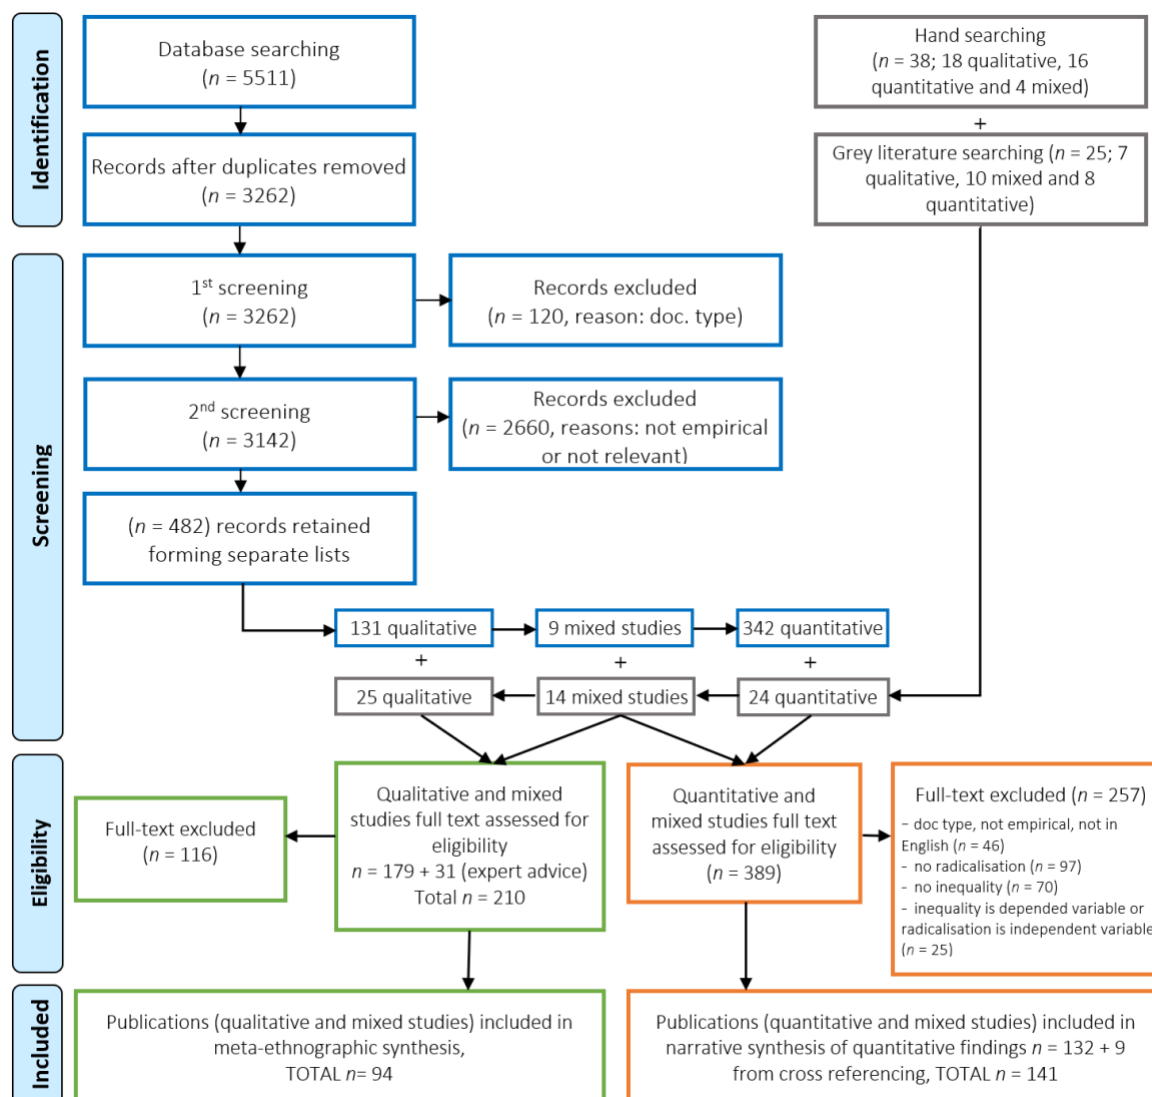 Identification
Database searching
(n = 5511)
Records after duplicates removed
(n = 3262)
Hand searching
(n = 38; 18 qualitative, 16
quantitative and 4 mixed)
+
Grey literature searching (n = 25; 7
qualitative, 10 mixed and 8
quantitative)
Screening
1st screening
(n = 3262)
Records excluded
(n = 120, reason: doc. type)
2nd screening
(n = 3142)
Records excluded
(n = 2660, reasons: not empirical
or not relevant)
(n = 482) records retained
forming separate lists
131 qualitative
9 mixed studies
342 quantitative
+
+
+
25 qualitative
14 mixed studies
24 quantitative
Eligibility
Full-text excluded
(n = 116)
Qualitative and mixed
studies full text assessed for
eligibility
n = 179 + 31 (expert advice)
Total n = 210
Quantitative and
mixed studies full text
assessed for eligibility
(n = 389)
Full-text excluded (n = 257)
– doc type, not empirical, not in
English (n = 46)
- no radicalisation (n = 97)
- no inequality (n = 70)
- inequality is depended variable or
radicalisation is independent variable
(n = 25)
Included
Publications (qualitative and mixed studies) included in
meta-ethnographic synthesis,
TOTAL n= 94
Publications (quantitative and mixed studies) included in
narrative synthesis of quantitative findings n = 132 + 9
from cross referencing, TOTAL n = 141